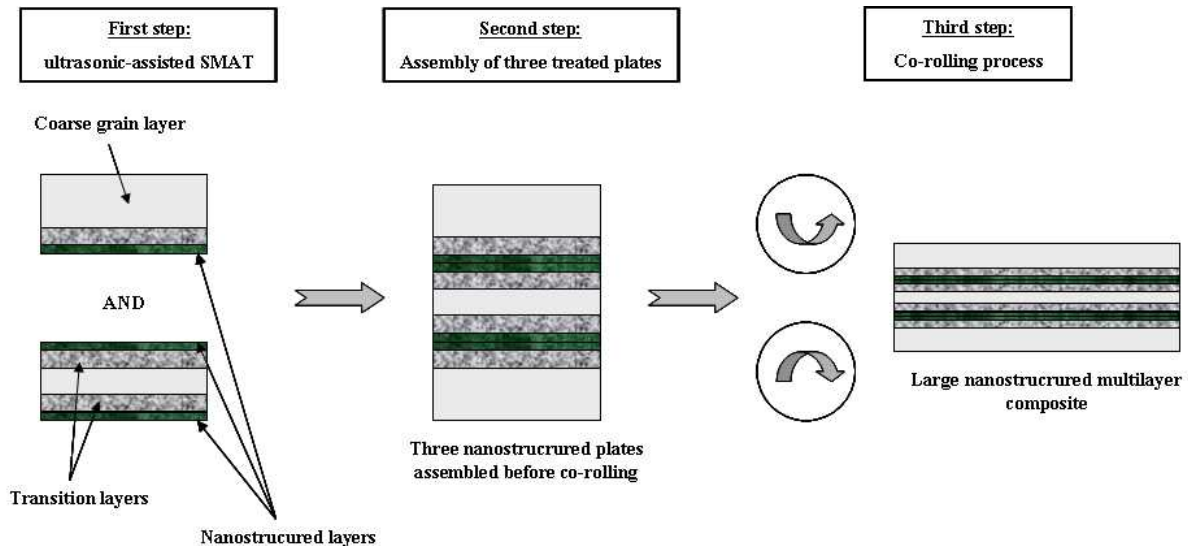 First step:
ultrasonic-assisted SMAT
Second step:
Assembly of three treated plates
Third step:
Co-rolling process
Coarse grain layer
AND
Transition layers
Nanostrucured layers
Three nanostrucrured plates
assembled before co-rolling
Large nanostrucrured multilayer
composite